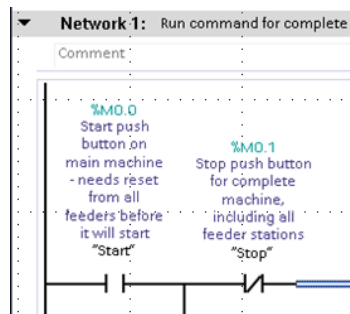 Network 1: Run command for complete
Comment
%M0.0
Start push
button on
main machine
- needs reset
from all
feeders before
it will start
"Start"
%M0.1
Stop push button
for complete
machine,
including all
feeder stations
"Stop"